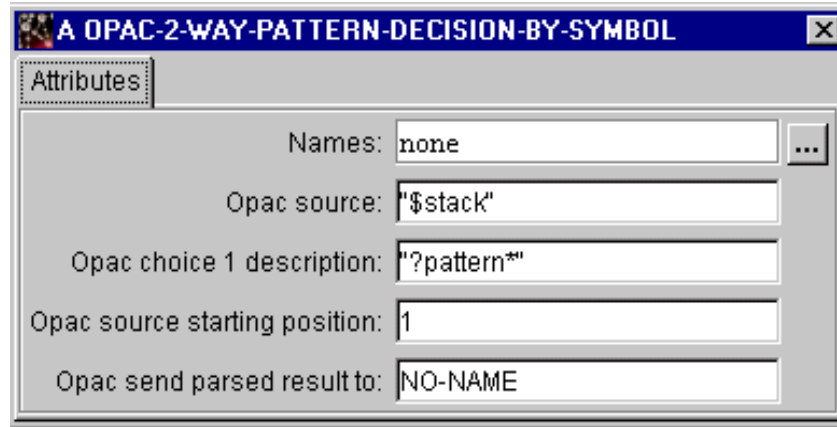 A OPAC-2-WAY-PATTERN-DECISION-BY-SYMBOL
Attributes
Names: none ...
Opac source: "$stack"
Opac choice 1 description: "?pattern*"
Opac source starting position: 1
Opac send parsed result to: NO-NAME